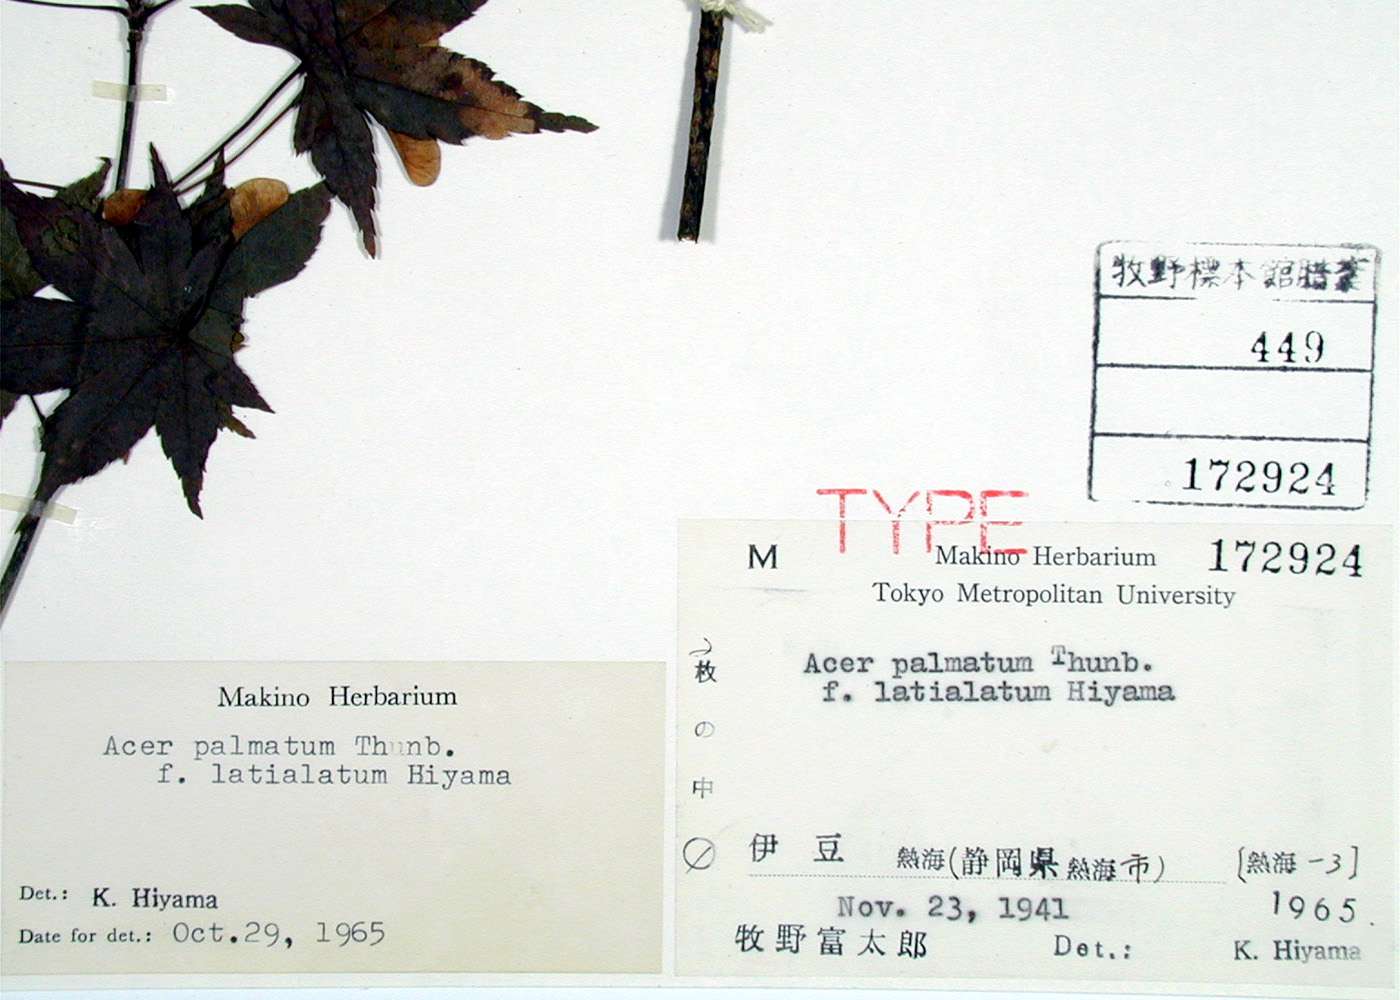 牧野標本館腊葉
449
172924
TYPE
M Makino Herbarium 172924
Tokyo Metropolitan University
Acer palmatum Thunb.
f. latialatum Hiyama
枚の中
伊豆 熱海(静岡県熱海市) [熱海-3]
Nov. 23, 1941 1965.
牧野富太郎 Det.: K. Hiyama
Makino Herbarium
Acer palmatum Thunb.
f. latialatum Hiyama
Det.: K. Hiyama
Date for det.: Oct.29, 1965